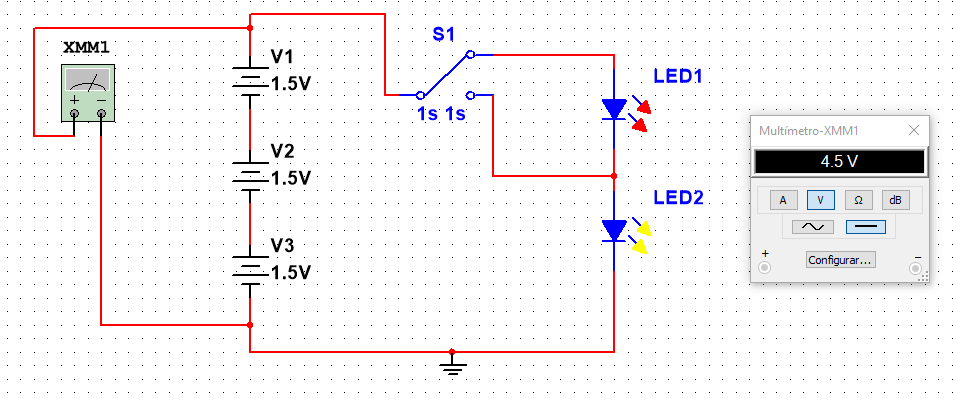 XMM1
+ −
V1
1.5V
V2
1.5V
V3
1.5V
S1
1s 1s
LED1
LED2
Multímetro-XMM1
4.5 V
A V Ω dB
+ −
Configurar...